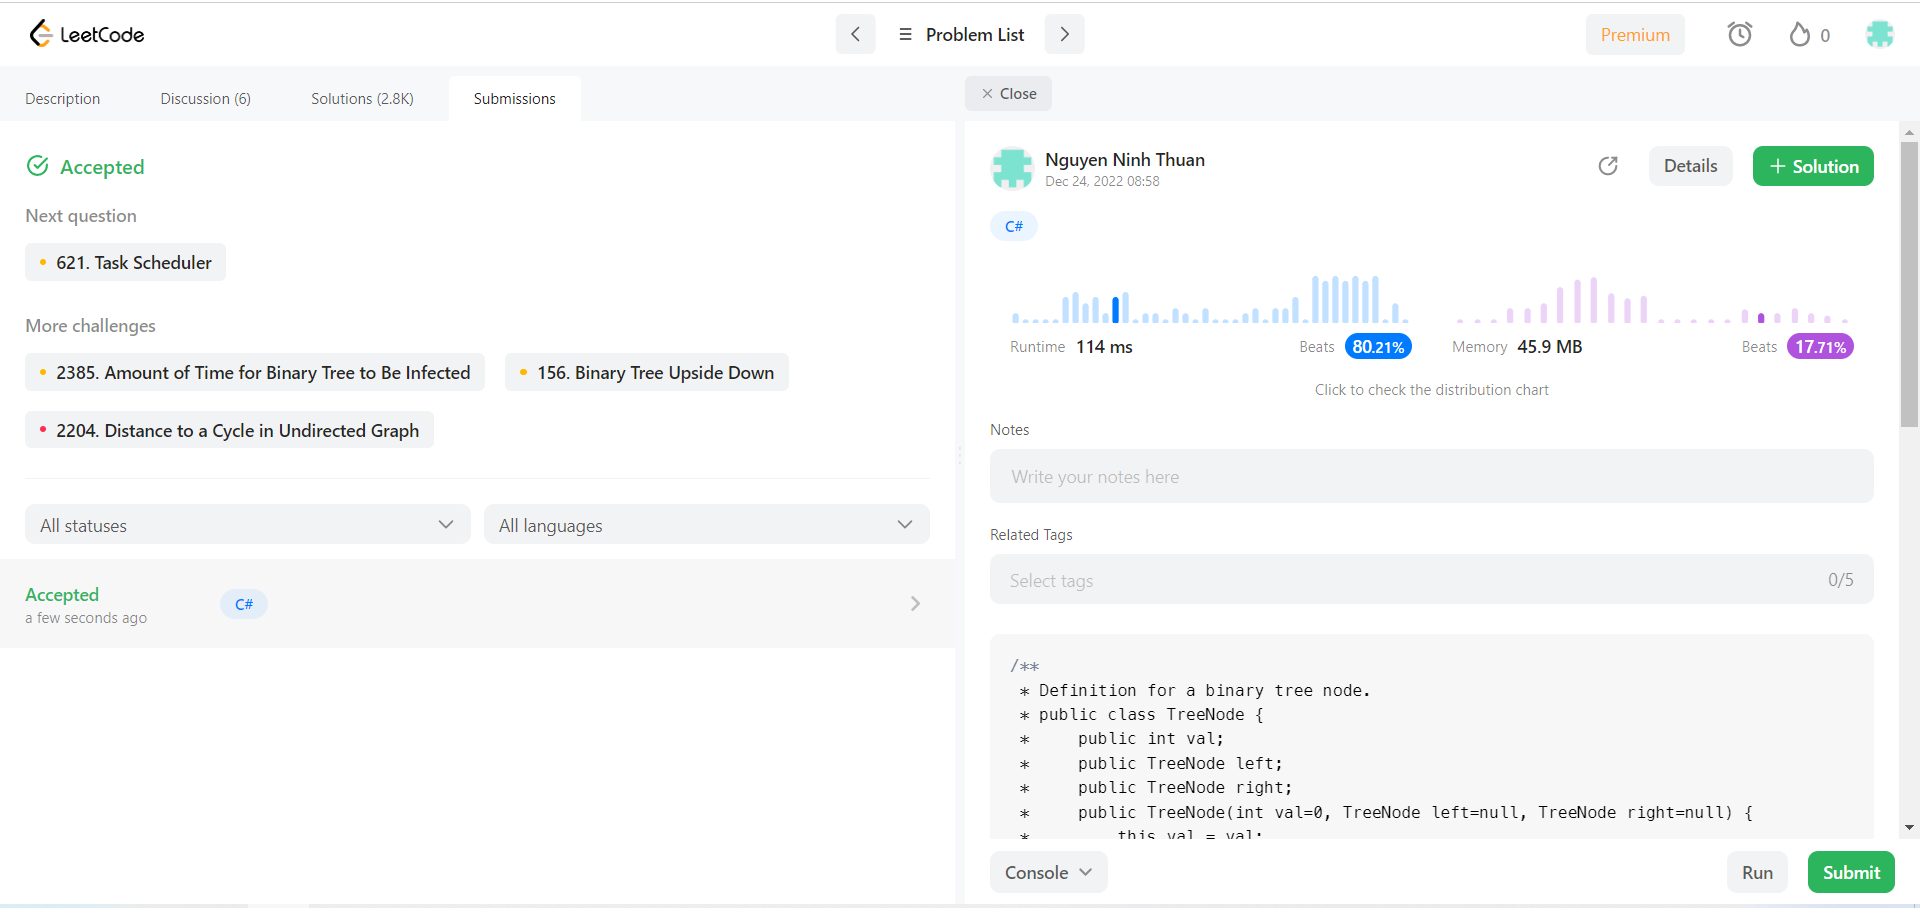 LeetCode
Problem List
Premium
0
Description
Discussion (6)
Solutions (2.8K)
Submissions
Accepted
Next question
621. Task Scheduler
More challenges
2385. Amount of Time for Binary Tree to Be Infected
156. Binary Tree Upside Down
2204. Distance to a Cycle in Undirected Graph
All statuses
All languages
Accepted
a few seconds ago
C#
Close
Nguyen Ninh Thuan
Dec 24, 2022 08:58
Details
+ Solution
C#
Runtime 114 ms
Beats 80.21%
Memory 45.9 MB
Beats 17.71%
Click to check the distribution chart
Notes
Write your notes here
Related Tags
Select tags
0/5
/**
 * Definition for a binary tree node.
 * public class TreeNode {
 *     public int val;
 *     public TreeNode left;
 *     public TreeNode right;
 *     public TreeNode(int val=0, TreeNode left=null, TreeNode right=null) {
 *         this val = val;
Console
Run
Submit